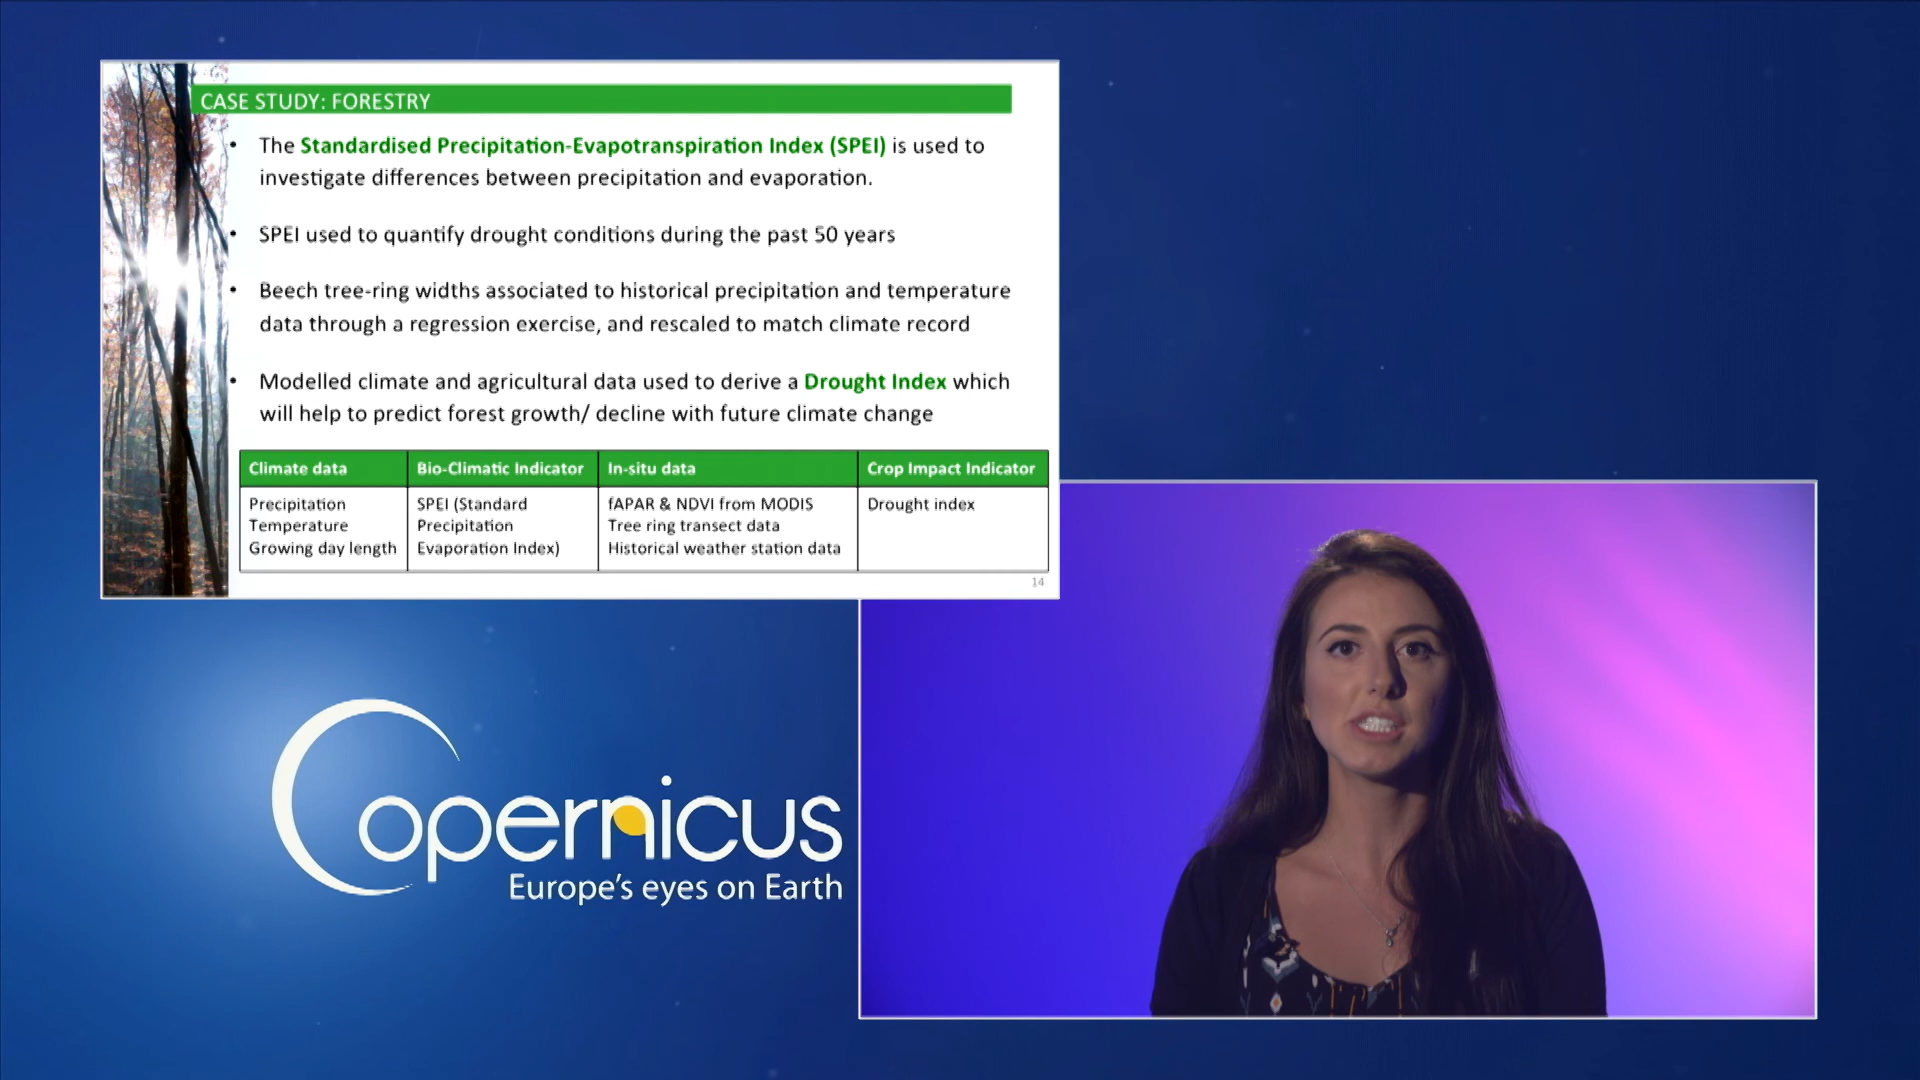 CASE STUDY: FORESTRY
• The Standardised Precipitation-Evapotranspiration Index (SPEI) is used to
investigate differences between precipitation and evaporation.
• SPEI used to quantify drought conditions during the past 50 years
• Beech tree-ring widths associated to historical precipitation and temperature
data through a regression exercise, and rescaled to match climate record
• Modelled climate and agricultural data used to derive a Drought Index which
will help to predict forest growth/ decline with future climate change
Climate data
Precipitation
Temperature
Growing day length
Bio-Climatic Indicator
SPEI (Standard
Precipitation
Evaporation Index)
In-situ data
fAPAR & NDVI from MODIS
Tree ring transect data
Historical weather station data
Crop Impact Indicator
Drought index
14
Copernicus
Europe's eyes on Earth